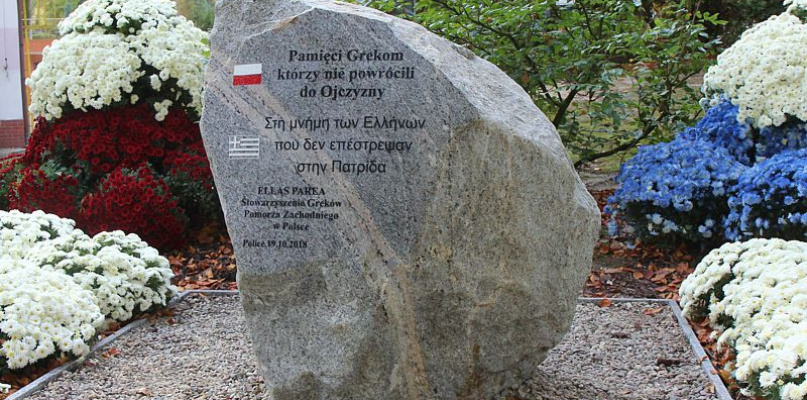 Pamięci Grekom
którzy nie powrócili
do Ojczyzny
Στη μνήμη των Ελλήνων
που δεν επέστρεψαν
στην Πατρίδα
ELLAS PAREA
Stowarzyszenie Greków
Pomorza Zachodniego
w Polsce
Police 19.10.2018